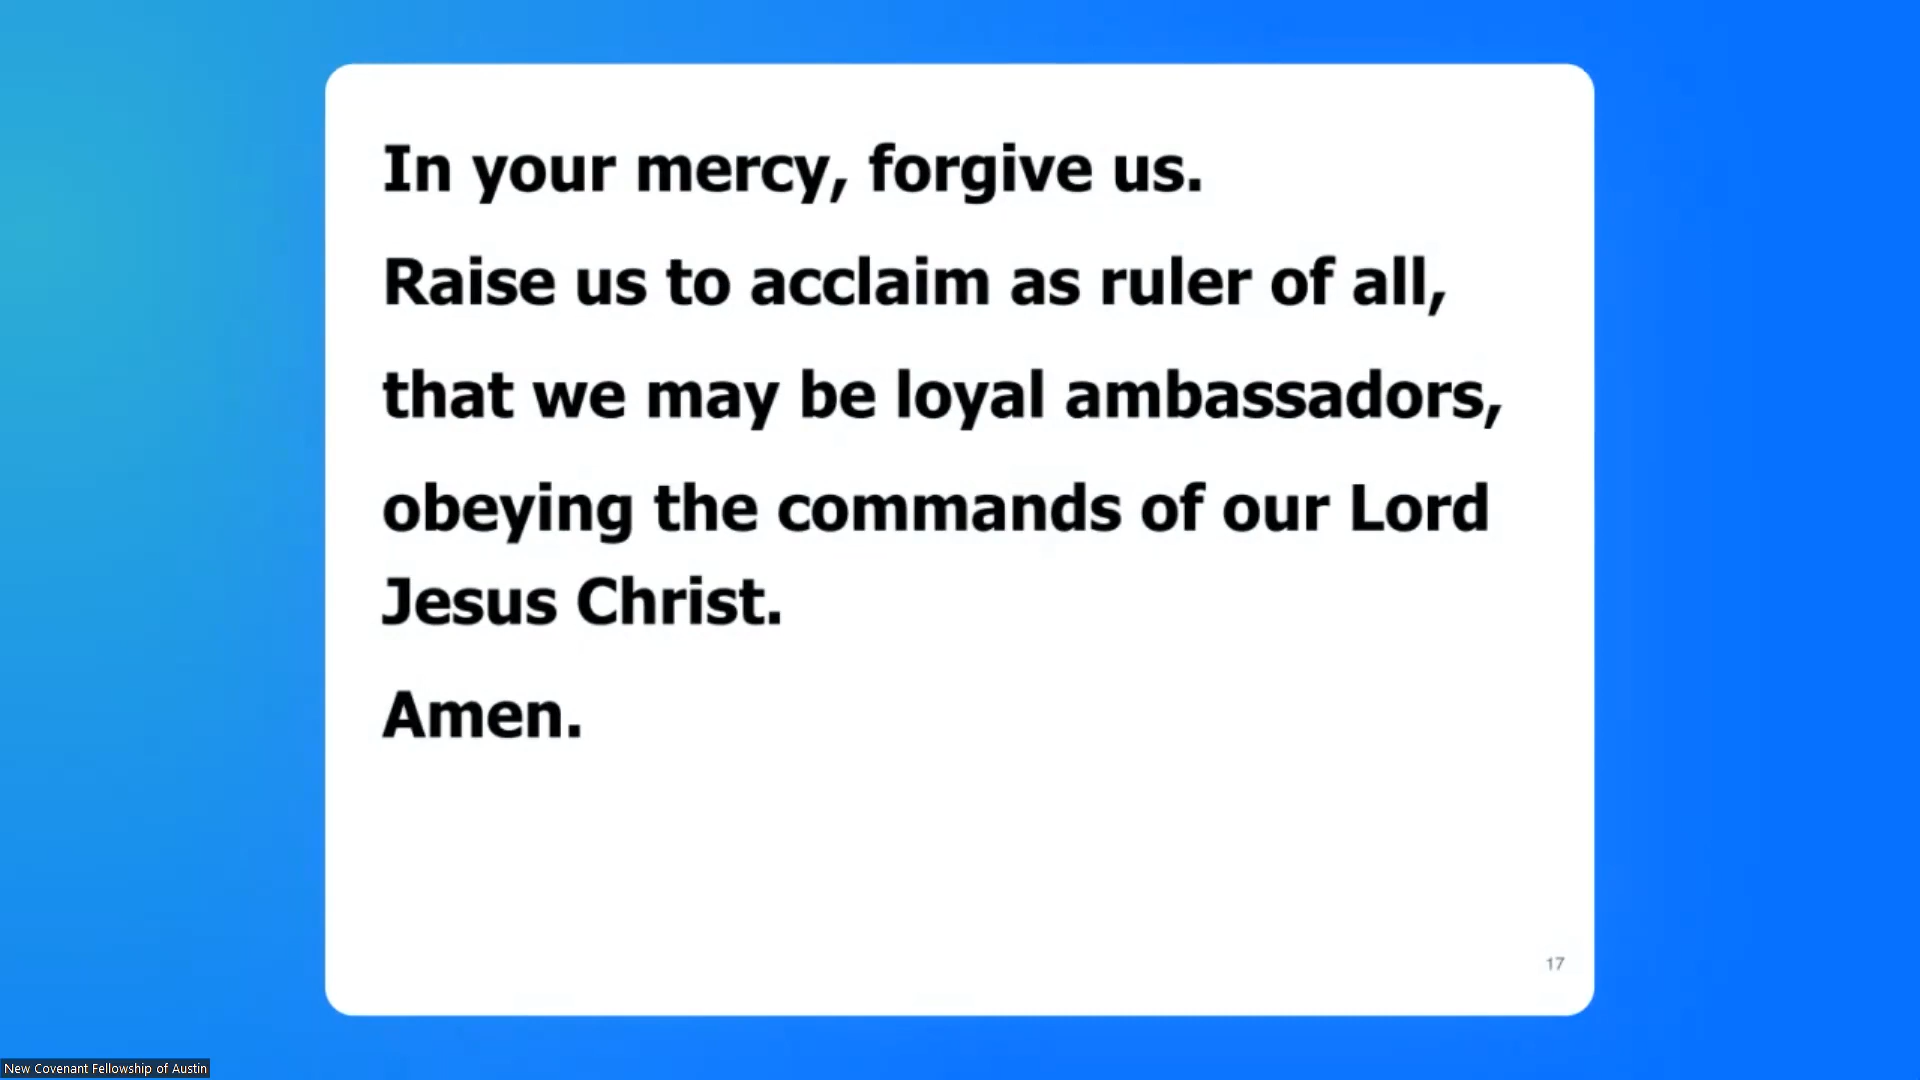 In your mercy, forgive us.
Raise us to acclaim as ruler of all,
that we may be loyal ambassadors,
obeying the commands of our Lord
Jesus Christ.
Amen.
17
New Covenant Fellowship of Austin